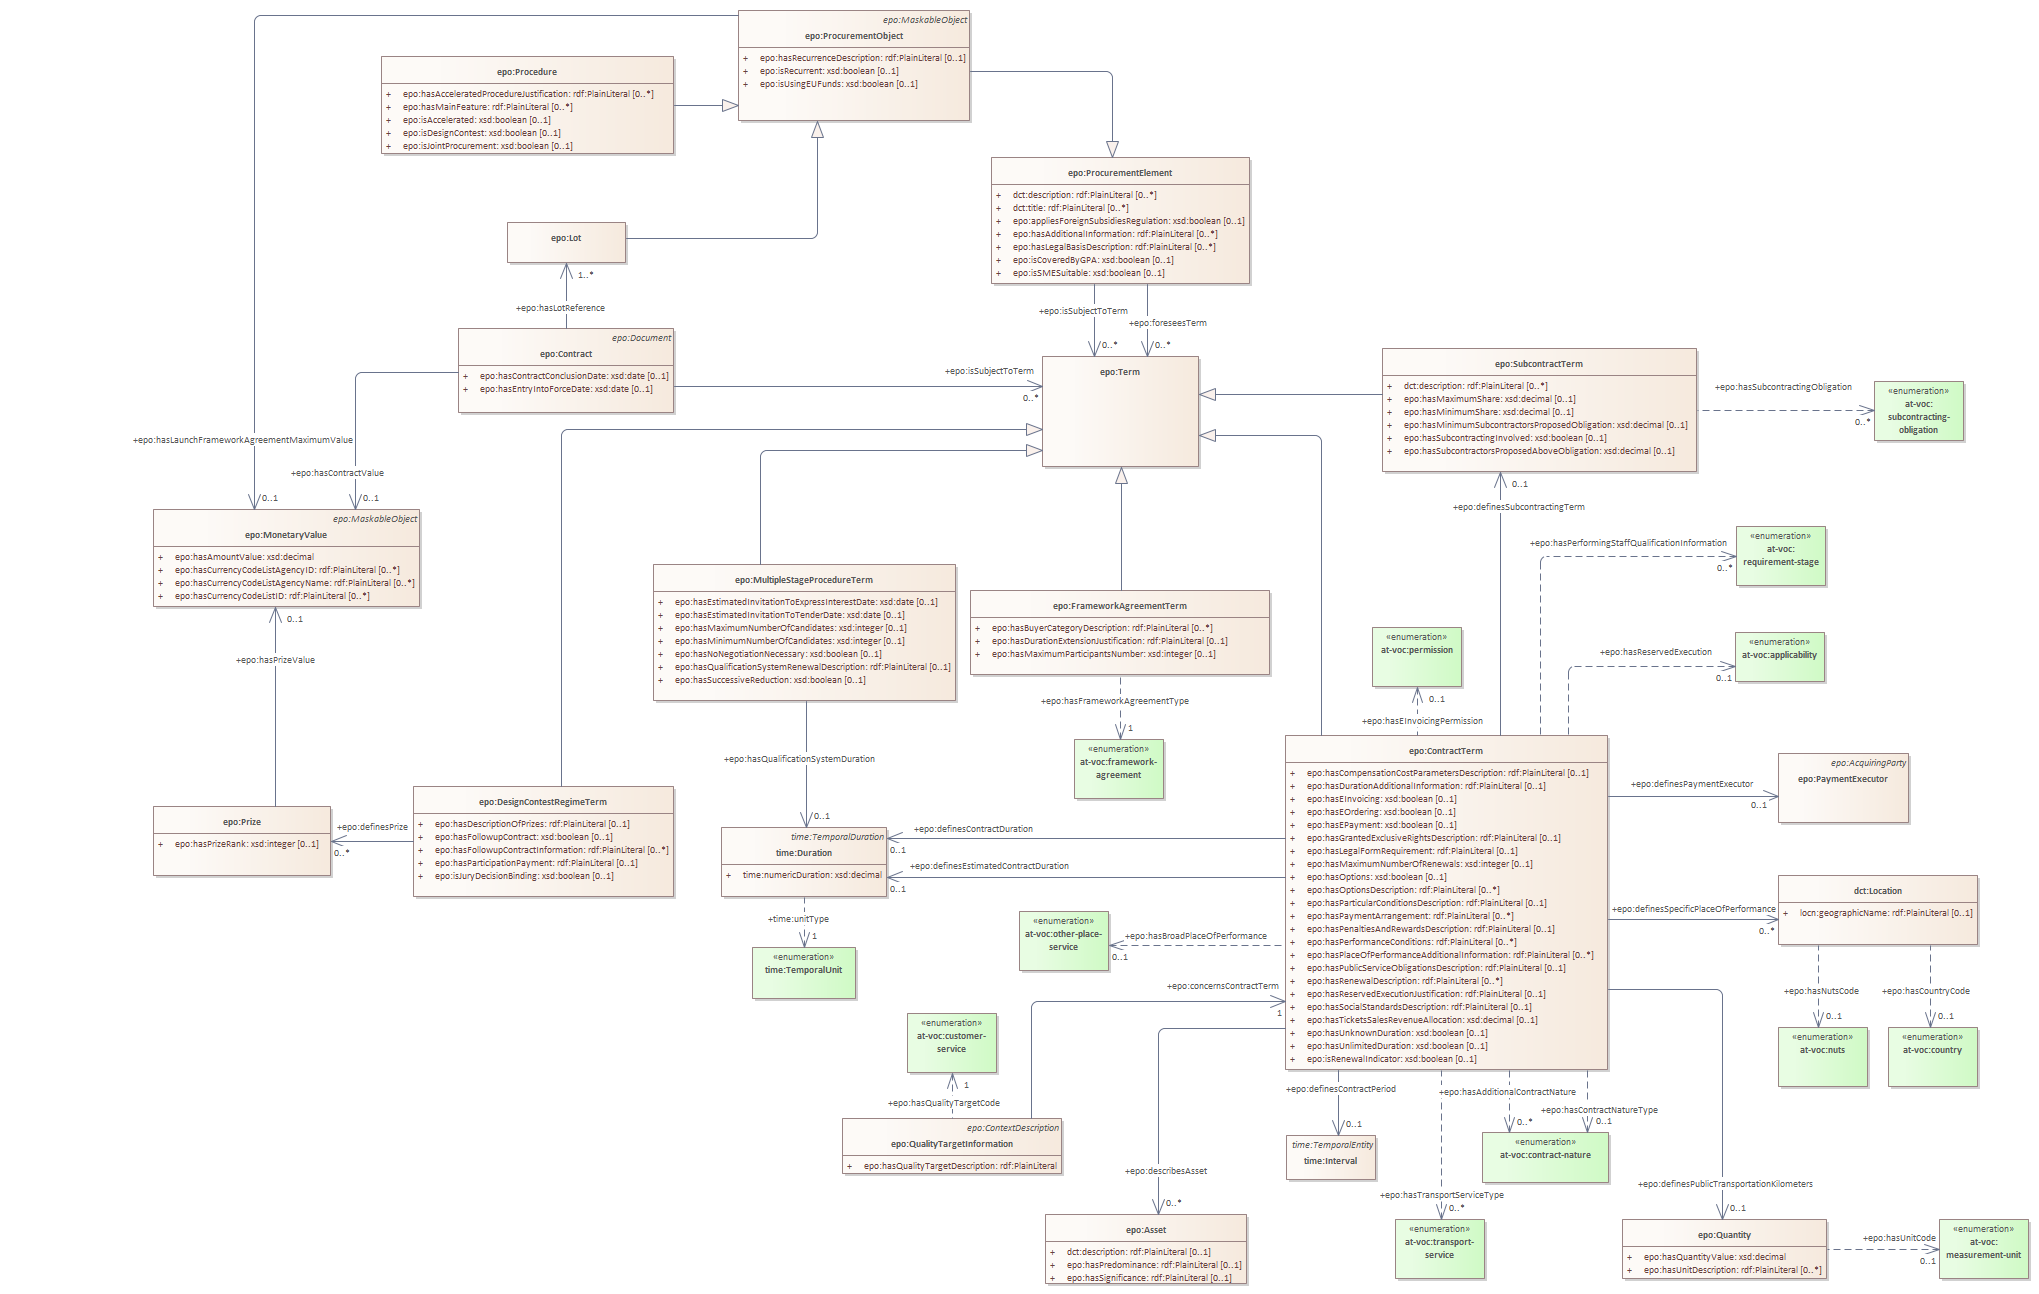 epo:MaskableObject
epo:ProcurementObject
+ epo:hasRecurrenceDescription: rdf:PlainLiteral [0..1]
+ epo:isRecurrent: xsd:boolean [0..1]
+ epo:isUsingEUFunds: xsd:boolean [0..1]
epo:Procedure
+ epo:hasAcceleratedProcedureJustification: rdf:PlainLiteral [0..*]
+ epo:hasMainFeature: rdf:PlainLiteral [0..*]
+ epo:isAccelerated: xsd:boolean [0..1]
+ epo:isDesignContest: xsd:boolean [0..1]
+ epo:isJointProcurement: xsd:boolean [0..1]
epo:ProcurementElement
+ dct:description: rdf:PlainLiteral [0..*]
+ dct:title: rdf:PlainLiteral [0..*]
+ epo:appliesForeignSubsidiesRegulation: xsd:boolean [0..1]
+ epo:hasAdditionalInformation: rdf:PlainLiteral [0..*]
+ epo:hasLegalBasisDescription: rdf:PlainLiteral [0..*]
+ epo:isCoveredByGPA: xsd:boolean [0..1]
+ epo:isSMESuitable: xsd:boolean [0..1]
epo:Lot
1..*
+epo:hasLotReference
+epo:isSubjectToTerm
0..*
+epo:foreseesTerm
0..*
epo:Document
epo:Contract
+ epo:hasContractConclusionDate: xsd:date [0..1]
+ epo:hasEntryIntoForceDate: xsd:date [0..1]
+epo:isSubjectToTerm
0..*
epo:Term
epo:SubcontractTerm
+ dct:description: rdf:PlainLiteral [0..*]
+ epo:hasMaximumShare: xsd:decimal [0..1]
+ epo:hasMinimumShare: xsd:decimal [0..1]
+ epo:hasMinimumSubcontractorsProposedObligation: xsd:decimal [0..1]
+ epo:hasSubcontractingInvolved: xsd:boolean [0..1]
+ epo:hasSubcontractorsProposedAboveObligation: xsd:decimal [0..1]
+epo:hasSubcontractingObligation
0..*
«enumeration»
at-voc:
subcontracting-
obligation
+epo:hasLaunchFrameworkAgreementMaximumValue
0..1
+epo:hasContractValue
0..1
epo:MaskableObject
epo:MonetaryValue
+ epo:hasAmountValue: xsd:decimal
+ epo:hasCurrencyCodeListAgencyID: rdf:PlainLiteral [0..*]
+ epo:hasCurrencyCodeListAgencyName: rdf:PlainLiteral [0..*]
+ epo:hasCurrencyCodeListID: rdf:PlainLiteral [0..*]
0..1
+epo:hasPrizeValue
0..1
+epo:definesSubcontractingTerm
+epo:hasPerformingStaffQualificationInformation
0..*
«enumeration»
at-voc:
requirement-stage
epo:MultipleStageProcedureTerm
+ epo:hasEstimatedInvitationToExpressInterestDate: xsd:date [0..1]
+ epo:hasEstimatedInvitationToTenderDate: xsd:date [0..1]
+ epo:hasMaximumNumberOfCandidates: xsd:integer [0..1]
+ epo:hasMinimumNumberOfCandidates: xsd:integer [0..1]
+ epo:hasNoNegotiationNecessary: xsd:boolean [0..1]
+ epo:hasQualificationSystemRenewalDescription: rdf:PlainLiteral [0..1]
+ epo:hasSuccessiveReduction: xsd:boolean [0..1]
epo:FrameworkAgreementTerm
+ epo:hasBuyerCategoryDescription: rdf:PlainLiteral [0..*]
+ epo:hasDurationExtensionJustification: rdf:PlainLiteral [0..1]
+ epo:hasMaximumParticipantsNumber: xsd:integer [0..1]
+epo:hasFrameworkAgreementType
1
«enumeration»
at-voc:framework-
agreement
«enumeration»
at-voc:permission
0..1
+epo:hasEInvoicingPermission
+epo:hasReservedExecution
0..1
«enumeration»
at-voc:applicability
+epo:hasQualificationSystemDuration
0..1
epo:ContractTerm
+ epo:hasCompensationCostParametersDescription: rdf:PlainLiteral [0..1]
+ epo:hasDurationAdditionalInformation: rdf:PlainLiteral [0..1]
+ epo:hasEInvoicing: xsd:boolean [0..1]
+ epo:hasEOrdering: xsd:boolean [0..1]
+ epo:hasEPayment: xsd:boolean [0..1]
+ epo:hasGrantedExclusiveRightsDescription: rdf:PlainLiteral [0..1]
+ epo:hasLegalFormRequirement: rdf:PlainLiteral [0..1]
+ epo:hasMaximumNumberOfRenewals: xsd:integer [0..1]
+ epo:hasOptions: xsd:boolean [0..1]
+ epo:hasOptionsDescription: rdf:PlainLiteral [0..*]
+ epo:hasParticularConditionsDescription: rdf:PlainLiteral [0..1]
+ epo:hasPaymentArrangement: rdf:PlainLiteral [0..*]
+ epo:hasPenaltiesAndRewardsDescription: rdf:PlainLiteral [0..1]
+ epo:hasPerformanceConditions: rdf:PlainLiteral [0..*]
+ epo:hasPlaceOfPerformanceAdditionalInformation: rdf:PlainLiteral [0..*]
+ epo:hasPublicServiceObligationsDescription: rdf:PlainLiteral [0..1]
+ epo:hasRenewalDescription: rdf:PlainLiteral [0..*]
+ epo:hasReservedExecutionJustification: rdf:PlainLiteral [0..1]
+ epo:hasSocialStandardsDescription: rdf:PlainLiteral [0..1]
+ epo:hasTicketsSalesRevenueAllocation: xsd:decimal [0..1]
+ epo:hasUnknownDuration: xsd:boolean [0..1]
+ epo:hasUnlimitedDuration: xsd:boolean [0..1]
+ epo:isRenewalIndicator: xsd:boolean [0..1]
+epo:definesPaymentExecutor
0..1
epo:AcquiringParty
epo:PaymentExecutor
epo:Prize
+ epo:hasPrizeRank: xsd:integer [0..1]
+epo:definesPrize
0..*
epo:DesignContestRegimeTerm
+ epo:hasDescriptionOfPrizes: rdf:PlainLiteral [0..1]
+ epo:hasFollowupContract: xsd:boolean [0..1]
+ epo:hasFollowupContractInformation: rdf:PlainLiteral [0..*]
+ epo:hasParticipationPayment: rdf:PlainLiteral [0..1]
+ epo:isJuryDecisionBinding: xsd:boolean [0..1]
time:TemporalDuration
time:Duration
+ time:numericDuration: xsd:decimal
+epo:definesContractDuration
0..1
+epo:definesEstimatedContractDuration
0..1
+time:unitType
1
«enumeration»
time:TemporalUnit
«enumeration»
at-voc:other-place-
service
+epo:hasBroadPlaceOfPerformance
0..1
+epo:definesSpecificPlaceOfPerformance
0..*
dct:Location
+ locn:geographicName: rdf:PlainLiteral [0..1]
+epo:hasNutsCode
0..1
+epo:hasCountryCode
0..1
«enumeration»
at-voc:nuts
«enumeration»
at-voc:country
+epo:concernsContractTerm
1
«enumeration»
at-voc:customer-
service
1
+epo:hasQualityTargetCode
epo:ContextDescription
epo:QualityTargetInformation
+ epo:hasQualityTargetDescription: rdf:PlainLiteral
+epo:describesAsset
0..*
epo:Asset
+ dct:description: rdf:PlainLiteral [0..1]
+ epo:hasPredominance: rdf:PlainLiteral [0..1]
+ epo:hasSignificance: rdf:PlainLiteral [0..1]
+epo:definesContractPeriod
0..1
time:TemporalEntity
time:Interval
+epo:hasAdditionalContractNature
0..*
+epo:hasContractNatureType
0..1
«enumeration»
at-voc:contract-nature
+epo:hasTransportServiceType
0..*
«enumeration»
at-voc:transport-
service
+epo:definesPublicTransportationKilometers
0..1
epo:Quantity
+ epo:hasQuantityValue: xsd:decimal
+ epo:hasUnitDescription: rdf:PlainLiteral [0..*]
+epo:hasUnitCode
0..1
«enumeration»
at-voc:
measurement-unit